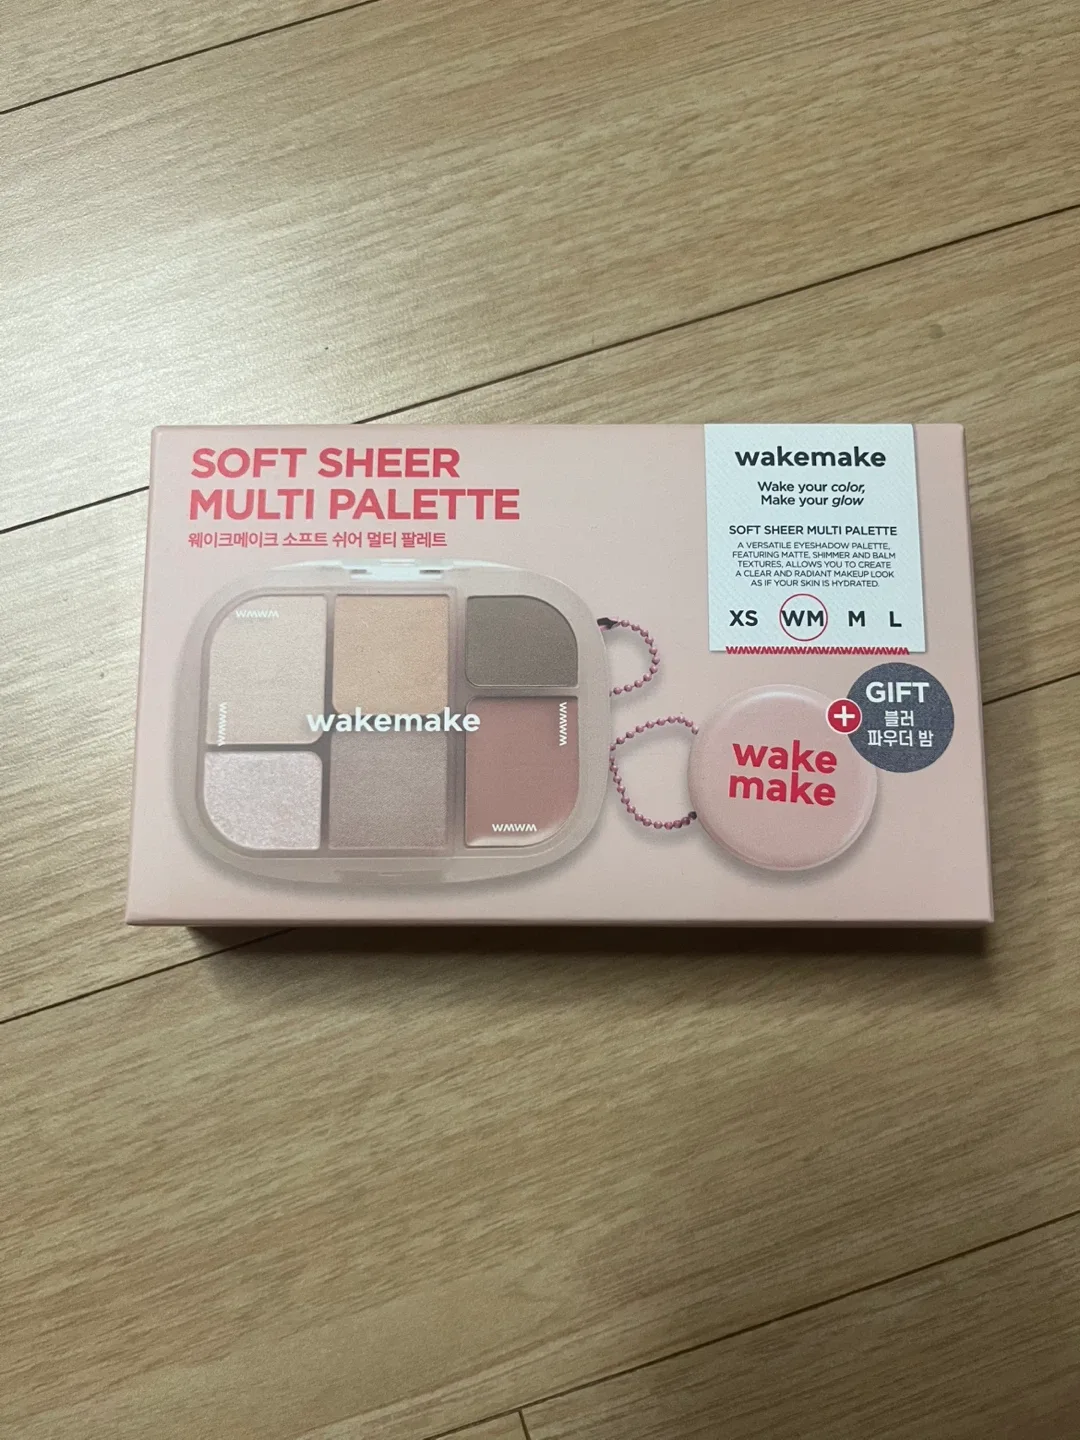 SOFT SHEER
MULTI PALETTE
웨이크메이크 소프트 쉬어 멀티 팔레트
wakemake
Wake your color,
Make your glow
SOFT SHEER MULTI PALETTE
A VERSATILE EYESHADOW PALETTE,
FEATURING MATTE, SHIMMER AND BALM
TEXTURES, ALLOWS YOU TO CREATE
A CLEAR AND RADIANT MAKEUP LOOK
AS IF YOUR SKIN IS HYDRATED.
XS WM M L
WMWMWMWMWMWMWMWMWM
WMWM
WMWM
wakemake
WMWM
WMWM
+
GIFT
블러
파우더 밤
wake
make